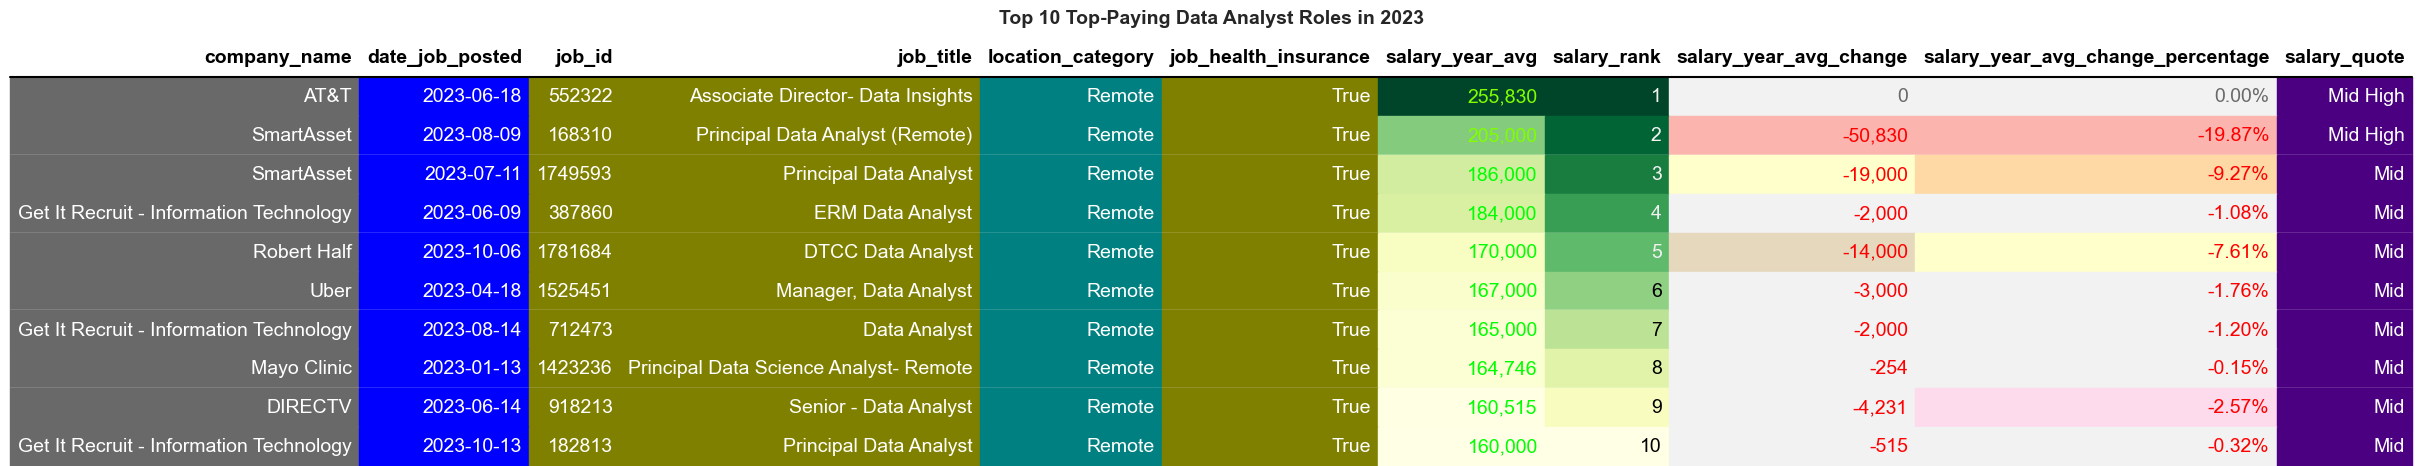 Top 10 Top-Paying Data Analyst Roles in 2023
company_name date_job_posted job_id job_title location_category job_health_insurance salary_year_avg salary_rank salary_year_avg_change salary_year_avg_change_percentage salary_quote
AT&T 2023-06-18 552322 Associate Director- Data Insights Remote True 255,830 1 0 0.00% Mid High
SmartAsset 2023-08-09 168310 Principal Data Analyst (Remote) Remote True 205,000 2 -50,830 -19.87% Mid High
SmartAsset 2023-07-11 1749593 Principal Data Analyst Remote True 186,000 3 -19,000 -9.27% Mid
Get It Recruit - Information Technology 2023-06-09 387860 ERM Data Analyst Remote True 184,000 4 -2,000 -1.08% Mid
Robert Half 2023-10-06 1781684 DTCC Data Analyst Remote True 170,000 5 -14,000 -7.61% Mid
Uber 2023-04-18 1525451 Manager, Data Analyst Remote True 167,000 6 -3,000 -1.76% Mid
Get It Recruit - Information Technology 2023-08-14 712473 Data Analyst Remote True 165,000 7 -2,000 -1.20% Mid
Mayo Clinic 2023-01-13 1423236 Principal Data Science Analyst- Remote Remote True 164,746 8 -254 -0.15% Mid
DIRECTV 2023-06-14 918213 Senior - Data Analyst Remote True 160,515 9 -4,231 -2.57% Mid
Get It Recruit - Information Technology 2023-10-13 182813 Principal Data Analyst Remote True 160,000 10 -515 -0.32% Mid